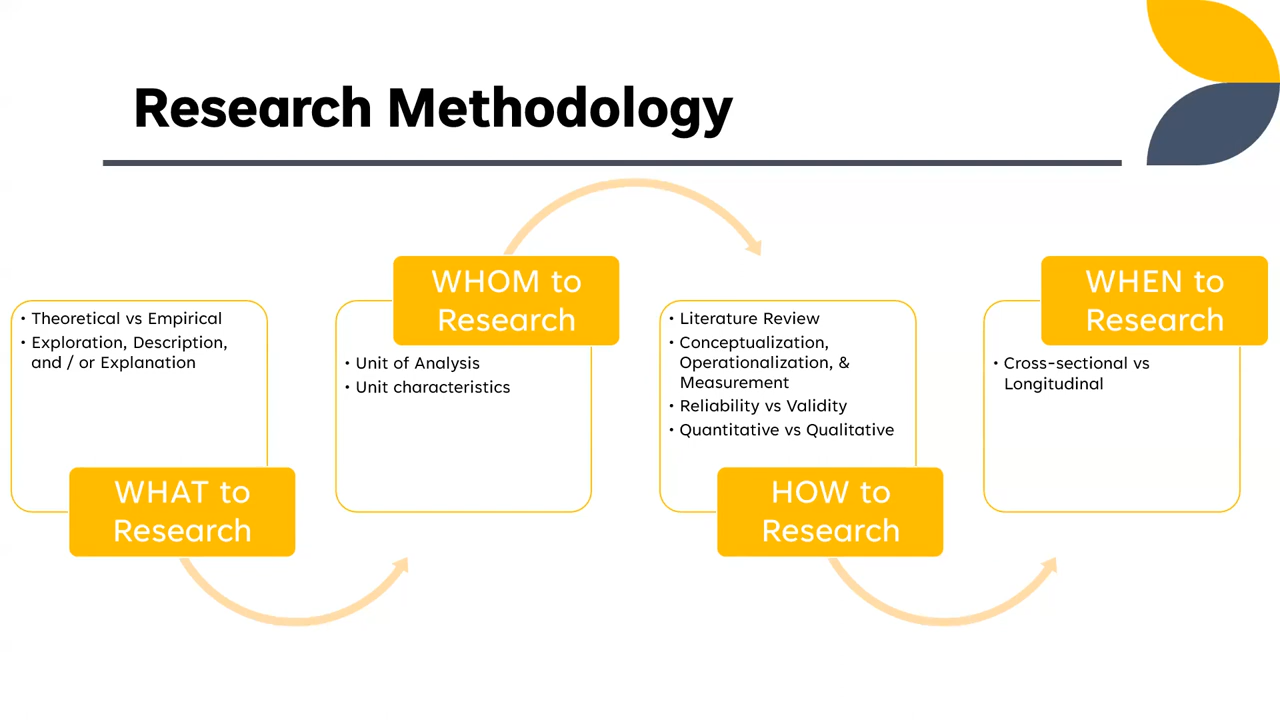 Research Methodology
• Theoretical vs Empirical
• Exploration, Description,
and / or Explanation
WHAT to
Research
WHOM to
Research
• Unit of Analysis
• Unit characteristics
• Literature Review
• Conceptualization,
Operationalization, &
Measurement
• Reliability vs Validity
• Quantitative vs Qualitative
HOW to
Research
WHEN to
Research
• Cross-sectional vs
Longitudinal